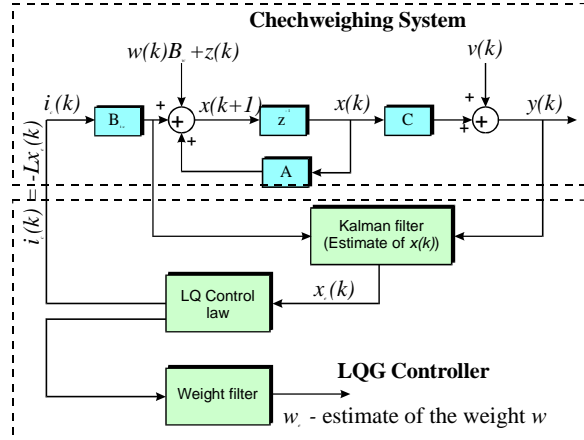 Chechweighing System
w(k)B +z(k)
v(k)
i (k)
x(k+1)
x(k)
y(k)
B
+
+
+
z
C
+
+
+
+
A
i (k) = -Lx (k)
Kalman filter
(Estimate of x(k))
x (k)
LQ Control
law
LQG Controller
Weight filter
w - estimate of the weight w